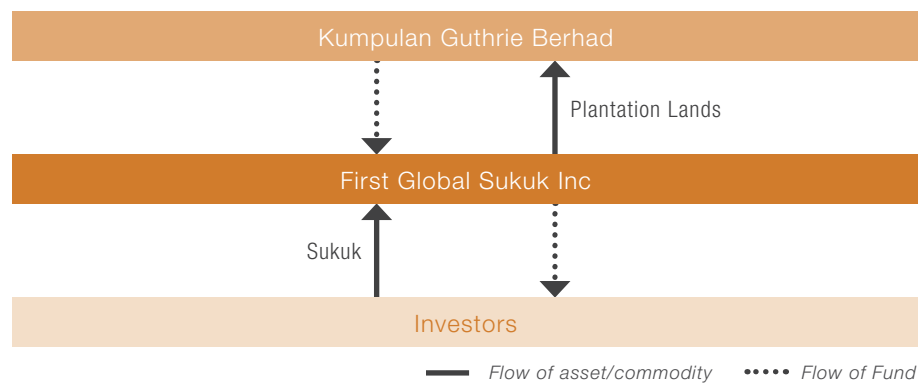 Kumpulan Guthrie Berhad
Plantation Lands
First Global Sukuk Inc
Sukuk
Investors
Flow of asset/commodity
Flow of Fund